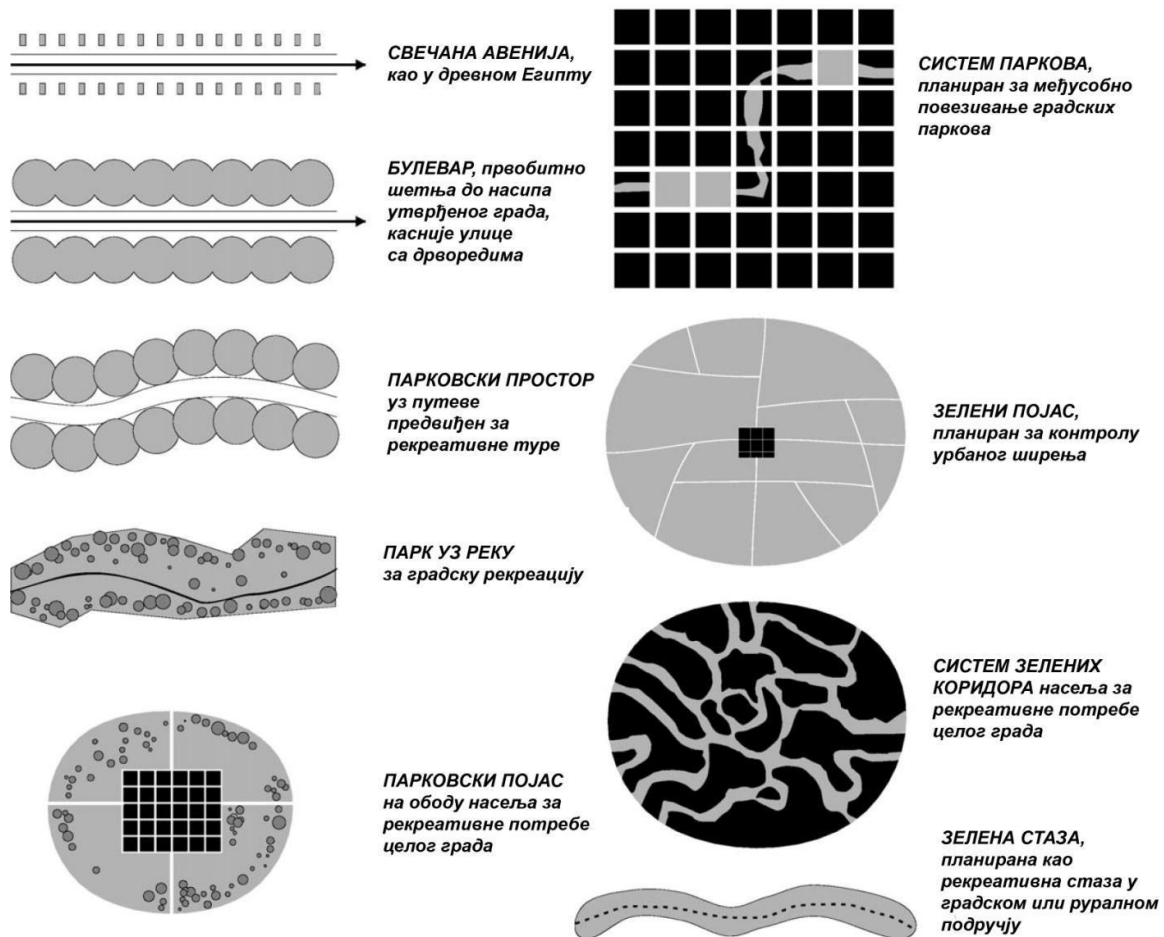 СВЕЧАНА АВЕНИЈА,
као у древном Египту
БУЛЕВАР, првобитно
шетња до насипа
утврђеног града,
касније улице
са дрворедима
ПАРКОВСКИ ПРОСТОР
уз путеве
предвиђен за
рекреативне туре
ПАРК УЗ РЕКУ
за градску рекреацију
ПАРКОВСКИ ПОЈАС
на ободу насеља за
рекреативне потребе
целог града
СИСТЕМ ПАРКОВА,
планиран за међусобно
повезивање градских
паркова
ЗЕЛЕНИ ПОЈАС,
планиран за контролу
урбаног ширења
СИСТЕМ ЗЕЛЕНИХ
КОРИДОРА насеља за
рекреативне потребе
целог града
ЗЕЛЕНА СТАЗА,
планирана као
рекреативна стаза у
градском или руралном
подручју